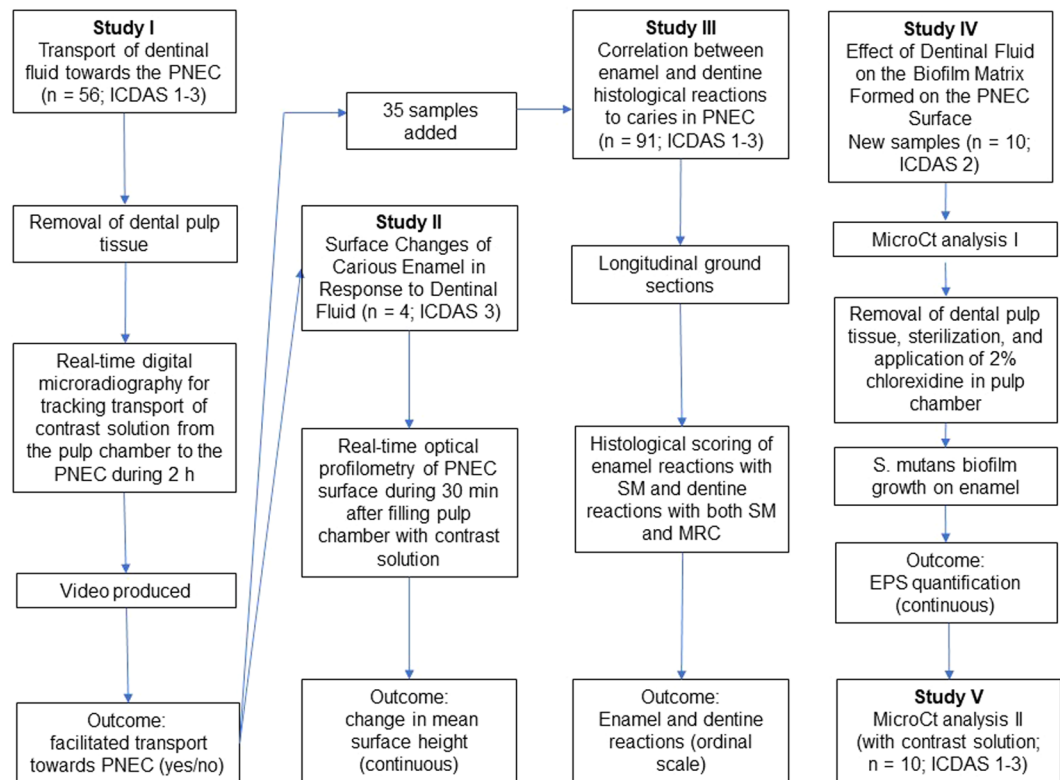 Study I
Transport of dentinal
fluid towards the PNEC
(n = 56; ICDAS 1-3)
Removal of dental pulp
tissue
Real-time digital
microradiography for
tracking transport of
contrast solution from
the pulp chamber to the
PNEC during 2 h
Video produced
Outcome:
facilitated transport
towards PNEC (yes/no)
35 samples
added
Study II
Surface Changes of
Carious Enamel in
Response to Dentinal
Fluid (n = 4; ICDAS 3)
Real-time optical
profilometry of PNEC
surface during 30 min
after filling pulp
chamber with contrast
solution
Outcome:
change in mean
surface height
(continuous)
Study III
Correlation between
enamel and dentine
histological reactions
to caries in PNEC
(n = 91; ICDAS 1-3)
Longitudinal ground
sections
Histological scoring of
enamel reactions with
SM and dentine
reactions with both SM
and MRC
Outcome:
Enamel and dentine
reactions (ordinal
scale)
Study IV
Effect of Dentinal Fluid
on the Biofilm Matrix
Formed on the PNEC
Surface
New samples (n = 10;
ICDAS 2)
MicroCt analysis I
Removal of dental pulp
tissue, sterilization, and
application of 2%
chlorexidine in pulp
chamber
S. mutans biofilm
growth on enamel
Outcome:
EPS quantification
(continuous)
Study V
MicroCt analysis II
(with contrast solution;
n = 10; ICDAS 1-3)